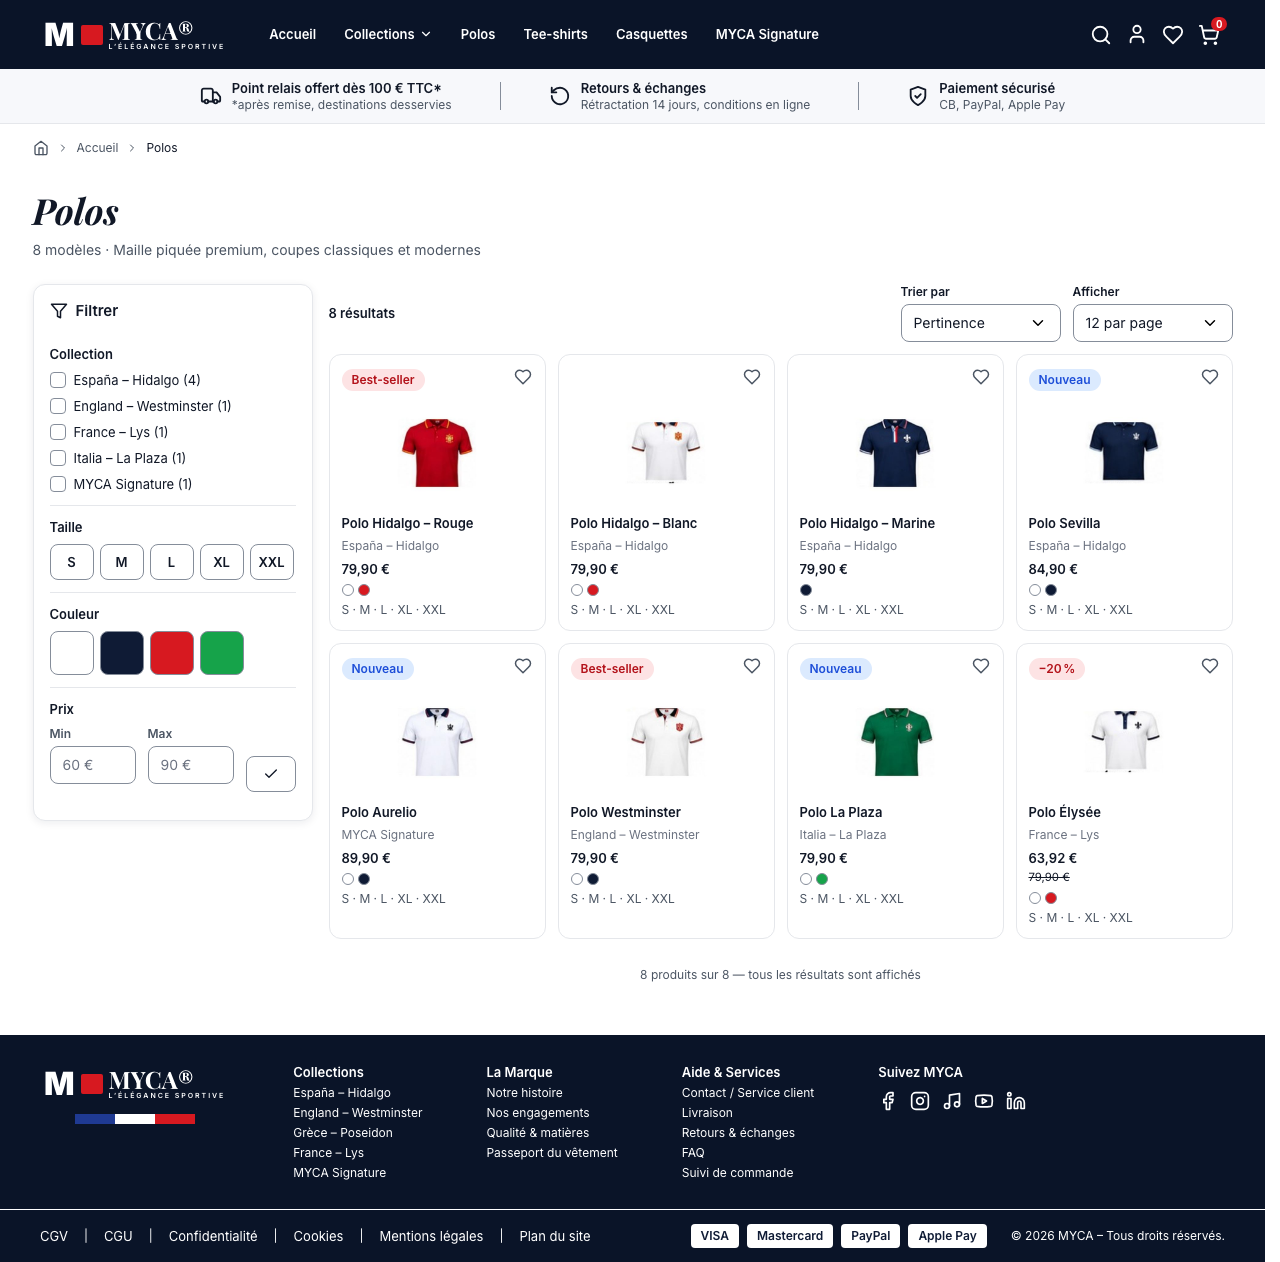 M MYCA®
L'ÉLÉGANCE SPORTIVE
Accueil Collections Polos Tee-shirts Casquettes MYCA Signature
0
Point relais offert dès 100 € TTC*
*après remise, destinations desservies
Retours & échanges
Rétractation 14 jours, conditions en ligne
Paiement sécurisé
CB, PayPal, Apple Pay
Accueil Polos
Polos
8 modèles · Maille piquée premium, coupes classiques et modernes
Filtrer
Collection
España – Hidalgo (4)
England – Westminster (1)
France – Lys (1)
Italia – La Plaza (1)
MYCA Signature (1)
Taille
S M L XL XXL
Couleur
Prix
Min Max
60 € 90 €
8 résultats
Trier par
Pertinence
Afficher
12 par page
Best-seller
Polo Hidalgo – Rouge
España – Hidalgo
79,90 €
S · M · L · XL · XXL
Polo Hidalgo – Blanc
España – Hidalgo
79,90 €
S · M · L · XL · XXL
Polo Hidalgo – Marine
España – Hidalgo
79,90 €
S · M · L · XL · XXL
Nouveau
Polo Sevilla
España – Hidalgo
84,90 €
S · M · L · XL · XXL
Nouveau
Polo Aurelio
MYCA Signature
89,90 €
S · M · L · XL · XXL
Best-seller
Polo Westminster
England – Westminster
79,90 €
S · M · L · XL · XXL
Nouveau
Polo La Plaza
Italia – La Plaza
79,90 €
S · M · L · XL · XXL
−20 %
Polo Élysée
France – Lys
63,92 €
79,90 €
S · M · L · XL · XXL
8 produits sur 8 — tous les résultats sont affichés
M MYCA®
L'ÉLÉGANCE SPORTIVE
Collections
España – Hidalgo
England – Westminster
Grèce – Poseidon
France – Lys
MYCA Signature
La Marque
Notre histoire
Nos engagements
Qualité & matières
Passeport du vêtement
Aide & Services
Contact / Service client
Livraison
Retours & échanges
FAQ
Suivi de commande
Suivez MYCA
CGV | CGU | Confidentialité | Cookies | Mentions légales | Plan du site
VISA Mastercard PayPal Apple Pay
© 2026 MYCA – Tous droits réservés.